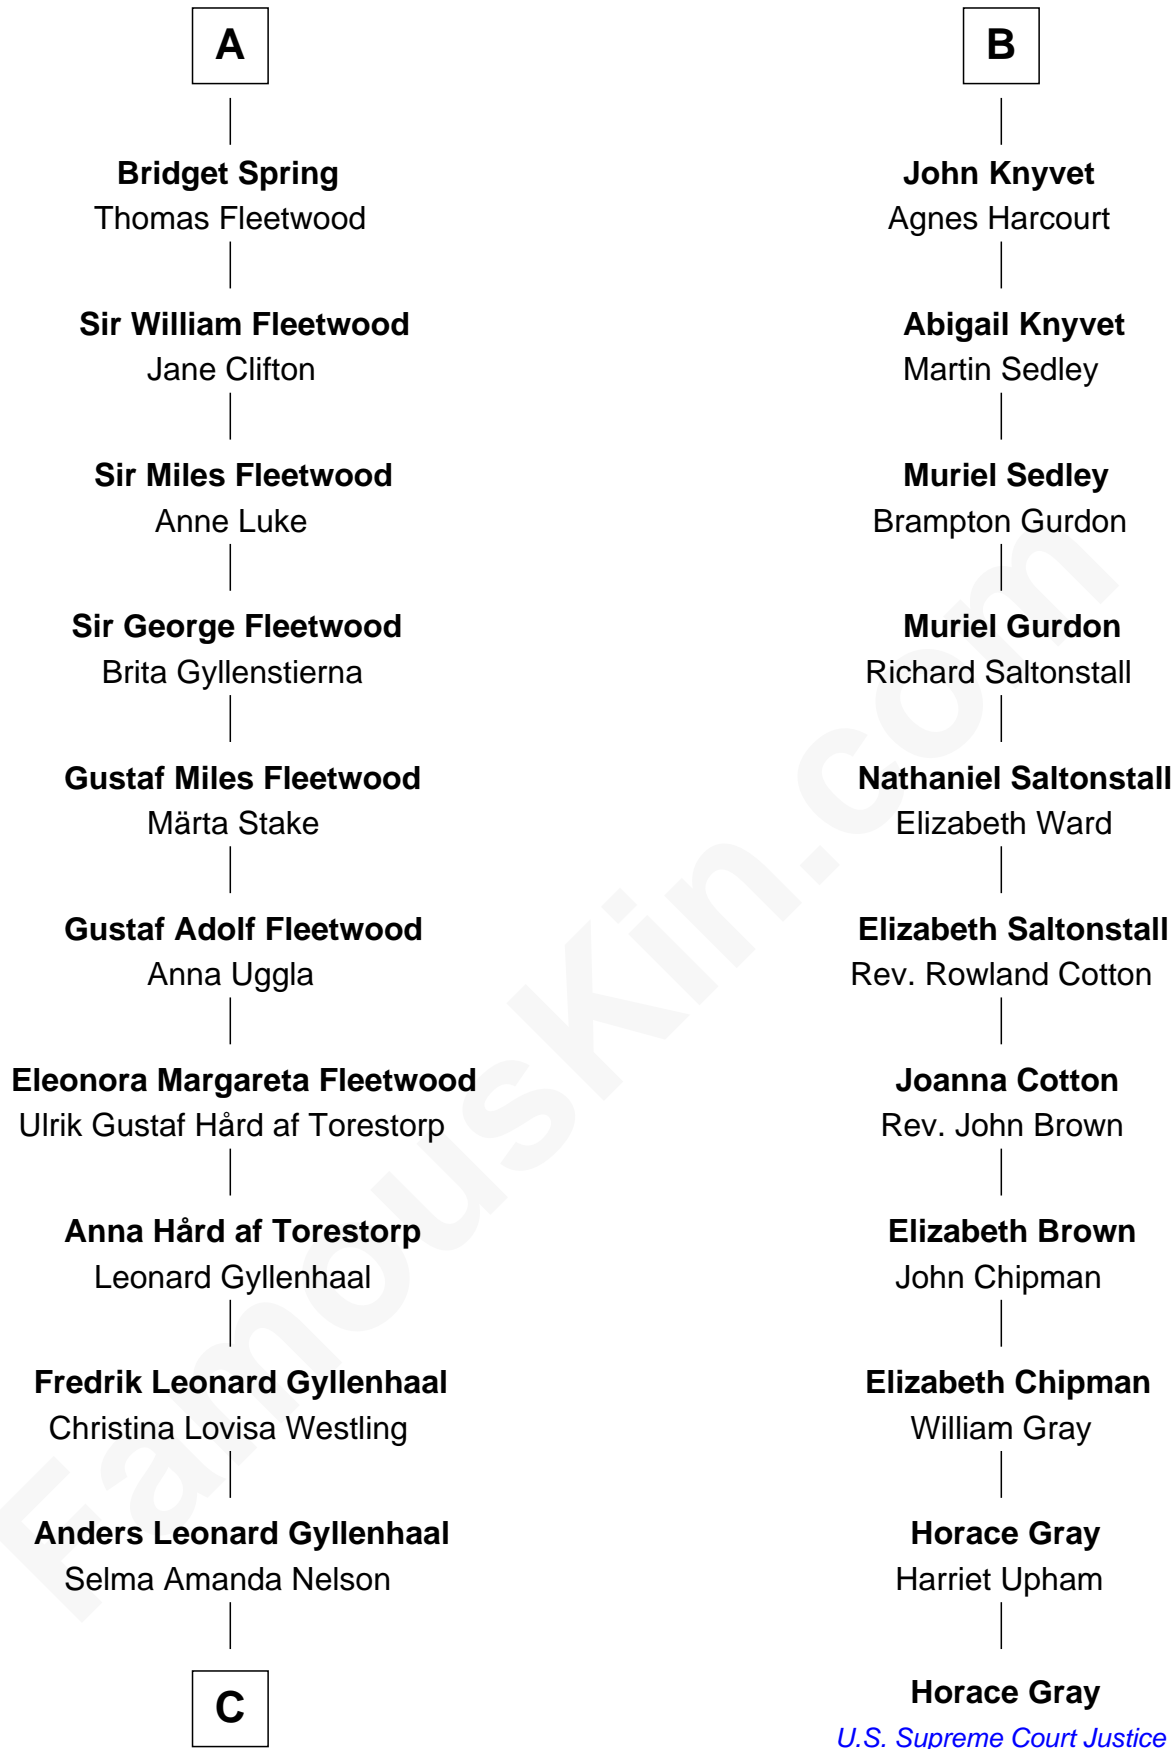 A
Bridget Spring
Thomas Fleetwood
Sir William Fleetwood
Jane Clifton
Sir Miles Fleetwood
Anne Luke
Sir George Fleetwood
Brita Gyllenstierna
Gustaf Miles Fleetwood
Märta Stake
Gustaf Adolf Fleetwood
Anna Uggla
Eleonora Margareta Fleetwood
Ulrik Gustaf Hård af Torestorp
Anna Hård af Torestorp
Leonard Gyllenhaal
Fredrik Leonard Gyllenhaal
Christina Lovisa Westling
Anders Leonard Gyllenhaal
Selma Amanda Nelson
C
B
John Knyvet
Agnes Harcourt
Abigail Knyvet
Martin Sedley
Muriel Sedley
Brampton Gurdon
Muriel Gurdon
Richard Saltonstall
Nathaniel Saltonstall
Elizabeth Ward
Elizabeth Saltonstall
Rev. Rowland Cotton
Joanna Cotton
Rev. John Brown
Elizabeth Brown
John Chipman
Elizabeth Chipman
William Gray
Horace Gray
Harriet Upham
Horace Gray
U.S. Supreme Court Justice
FamousKin.com